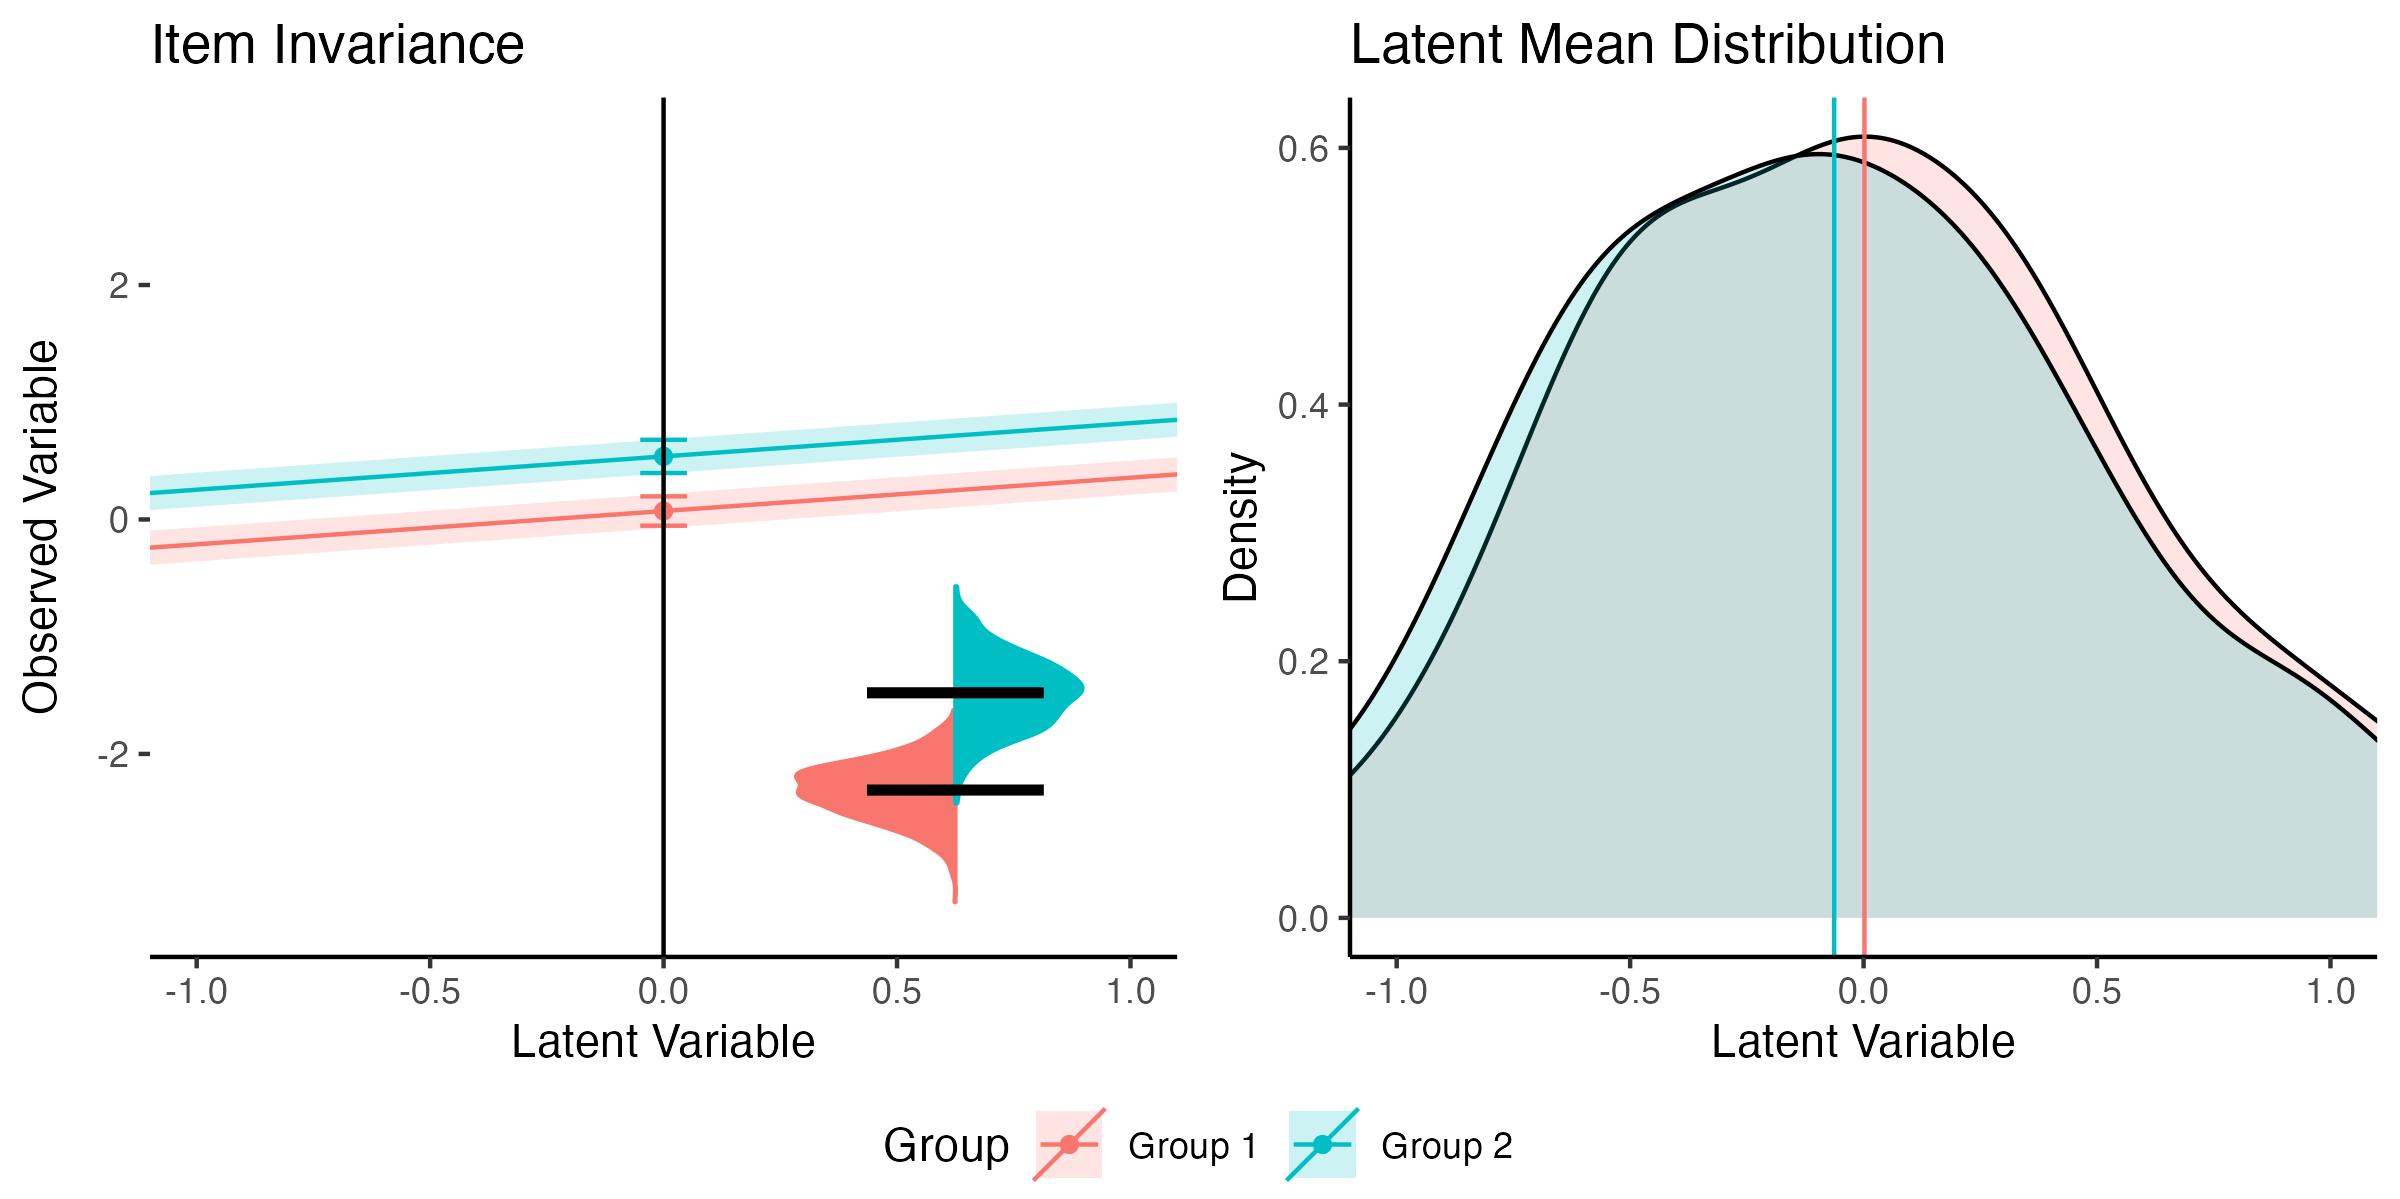 Item Invariance
Observed Variable
2
0
-2
-1.0
-0.5
0.0
0.5
1.0
Latent Variable
Latent Mean Distribution
Density
0.6
0.4
0.2
0.0
-1.0
-0.5
0.0
0.5
1.0
Latent Variable
Group
Group 1
Group 2